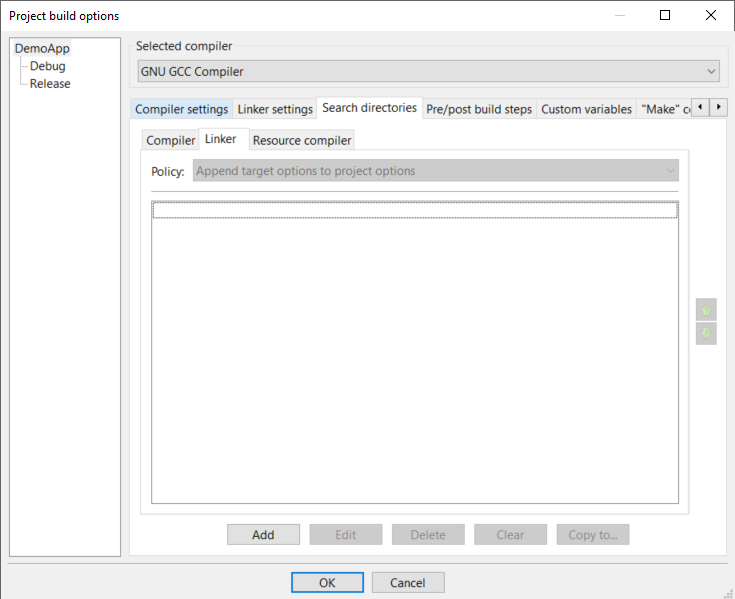 Project build options
DemoApp
Debug
Release
Selected compiler
GNU GCC Compiler
Compiler settings Linker settings Search directories Pre/post build steps Custom variables "Make" co
Compiler Linker Resource compiler
Policy: Append target options to project options
Add Edit Delete Clear Copy to...
OK Cancel